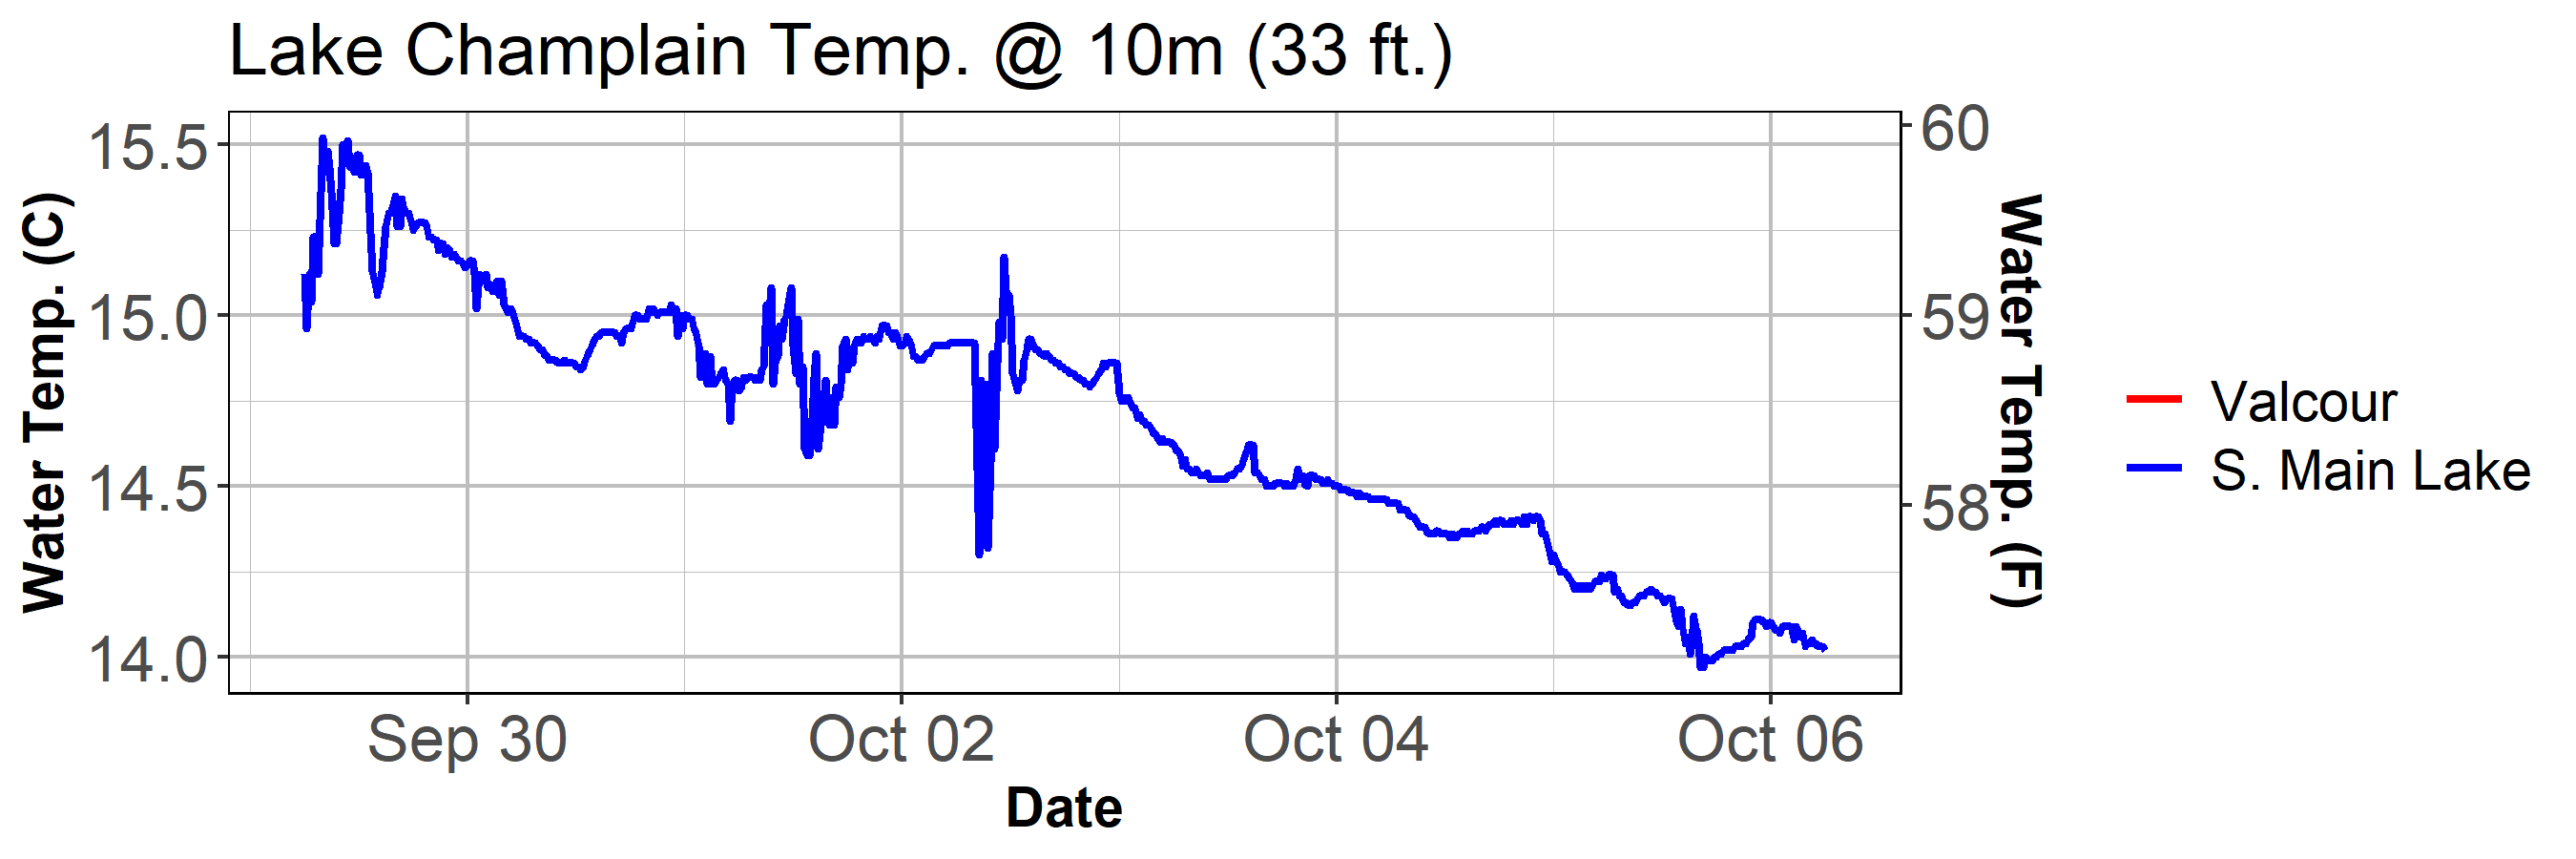 Lake Champlain Temp. @ 10m (33 ft.)
Water Temp. (C)
15.5
15.0
14.5
14.0
60
59
58
Water Temp. (F)
Sep 30
Oct 02
Oct 04
Oct 06
Date
Valcour
S. Main Lake